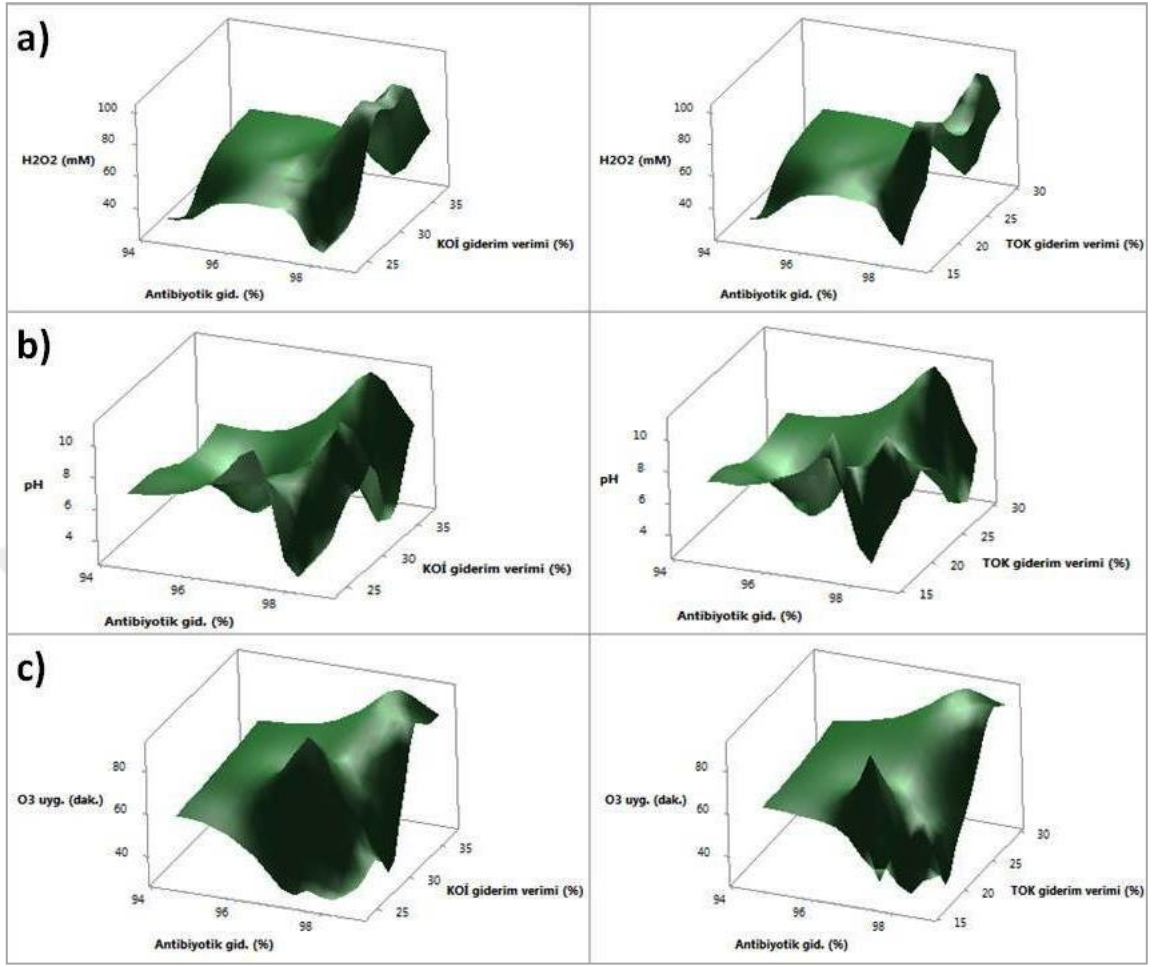 a)
100
80
H2O2 (mM)
60
40
94
96
98
Antibiyotik gid. (%)
35
30
KOİ giderim verimi (%)
25
100
80
H2O2 (mM)
60
40
94
96
98
Antibiyotik gid. (%)
30
25
TOK giderim verimi (%)
20
15
b)
10
8
pH
6
4
94
96
98
Antibiyotik gid. (%)
35
30
KOİ giderim verimi (%)
25
10
8
pH
6
4
94
96
98
Antibiyotik gid. (%)
30
25
TOK giderim verimi (%)
20
15
c)
80
O3 uyg. (dak.)
60
40
94
96
98
Antibiyotik gid. (%)
35
30
KOİ giderim verimi (%)
25
80
O3 uyg. (dak.)
60
40
94
96
98
Antibiyotik gid. (%)
30
25
TOK giderim verimi (%)
20
15